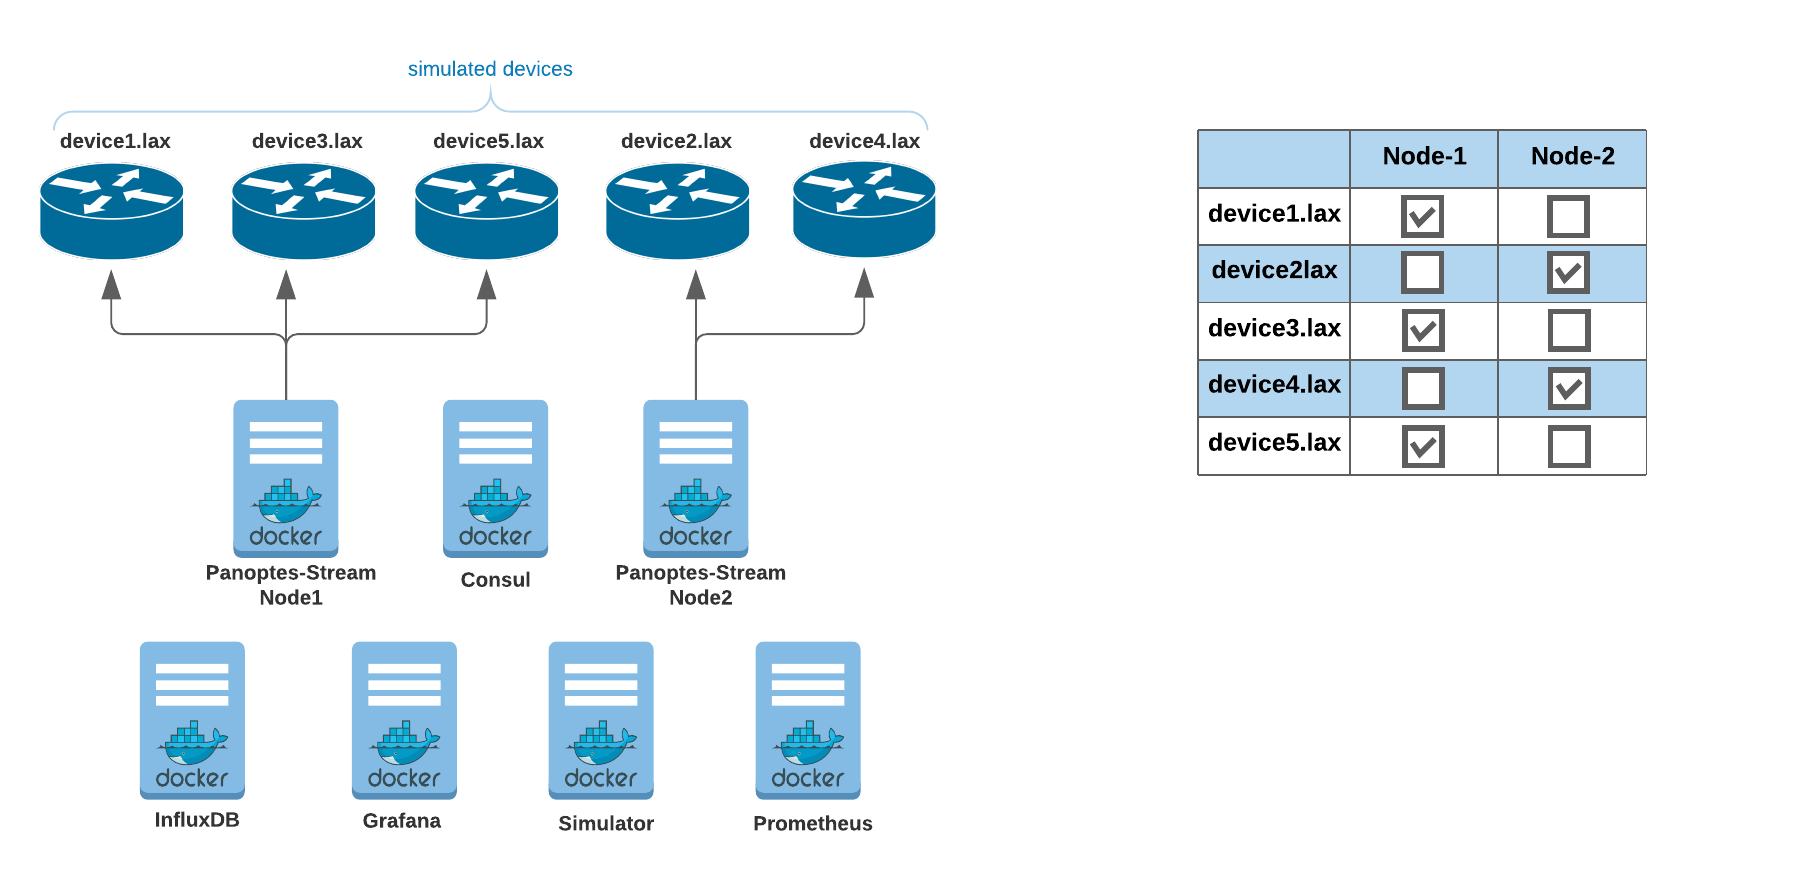 simulated devices
device1.lax device3.lax device5.lax device2.lax device4.lax
docker docker docker
Panoptes-Stream
Node1
Consul
Panoptes-Stream
Node2
docker docker docker docker
InfluxDB Grafana Simulator Prometheus
Node-1 Node-2
device1.lax
device2lax
device3.lax
device4.lax
device5.lax